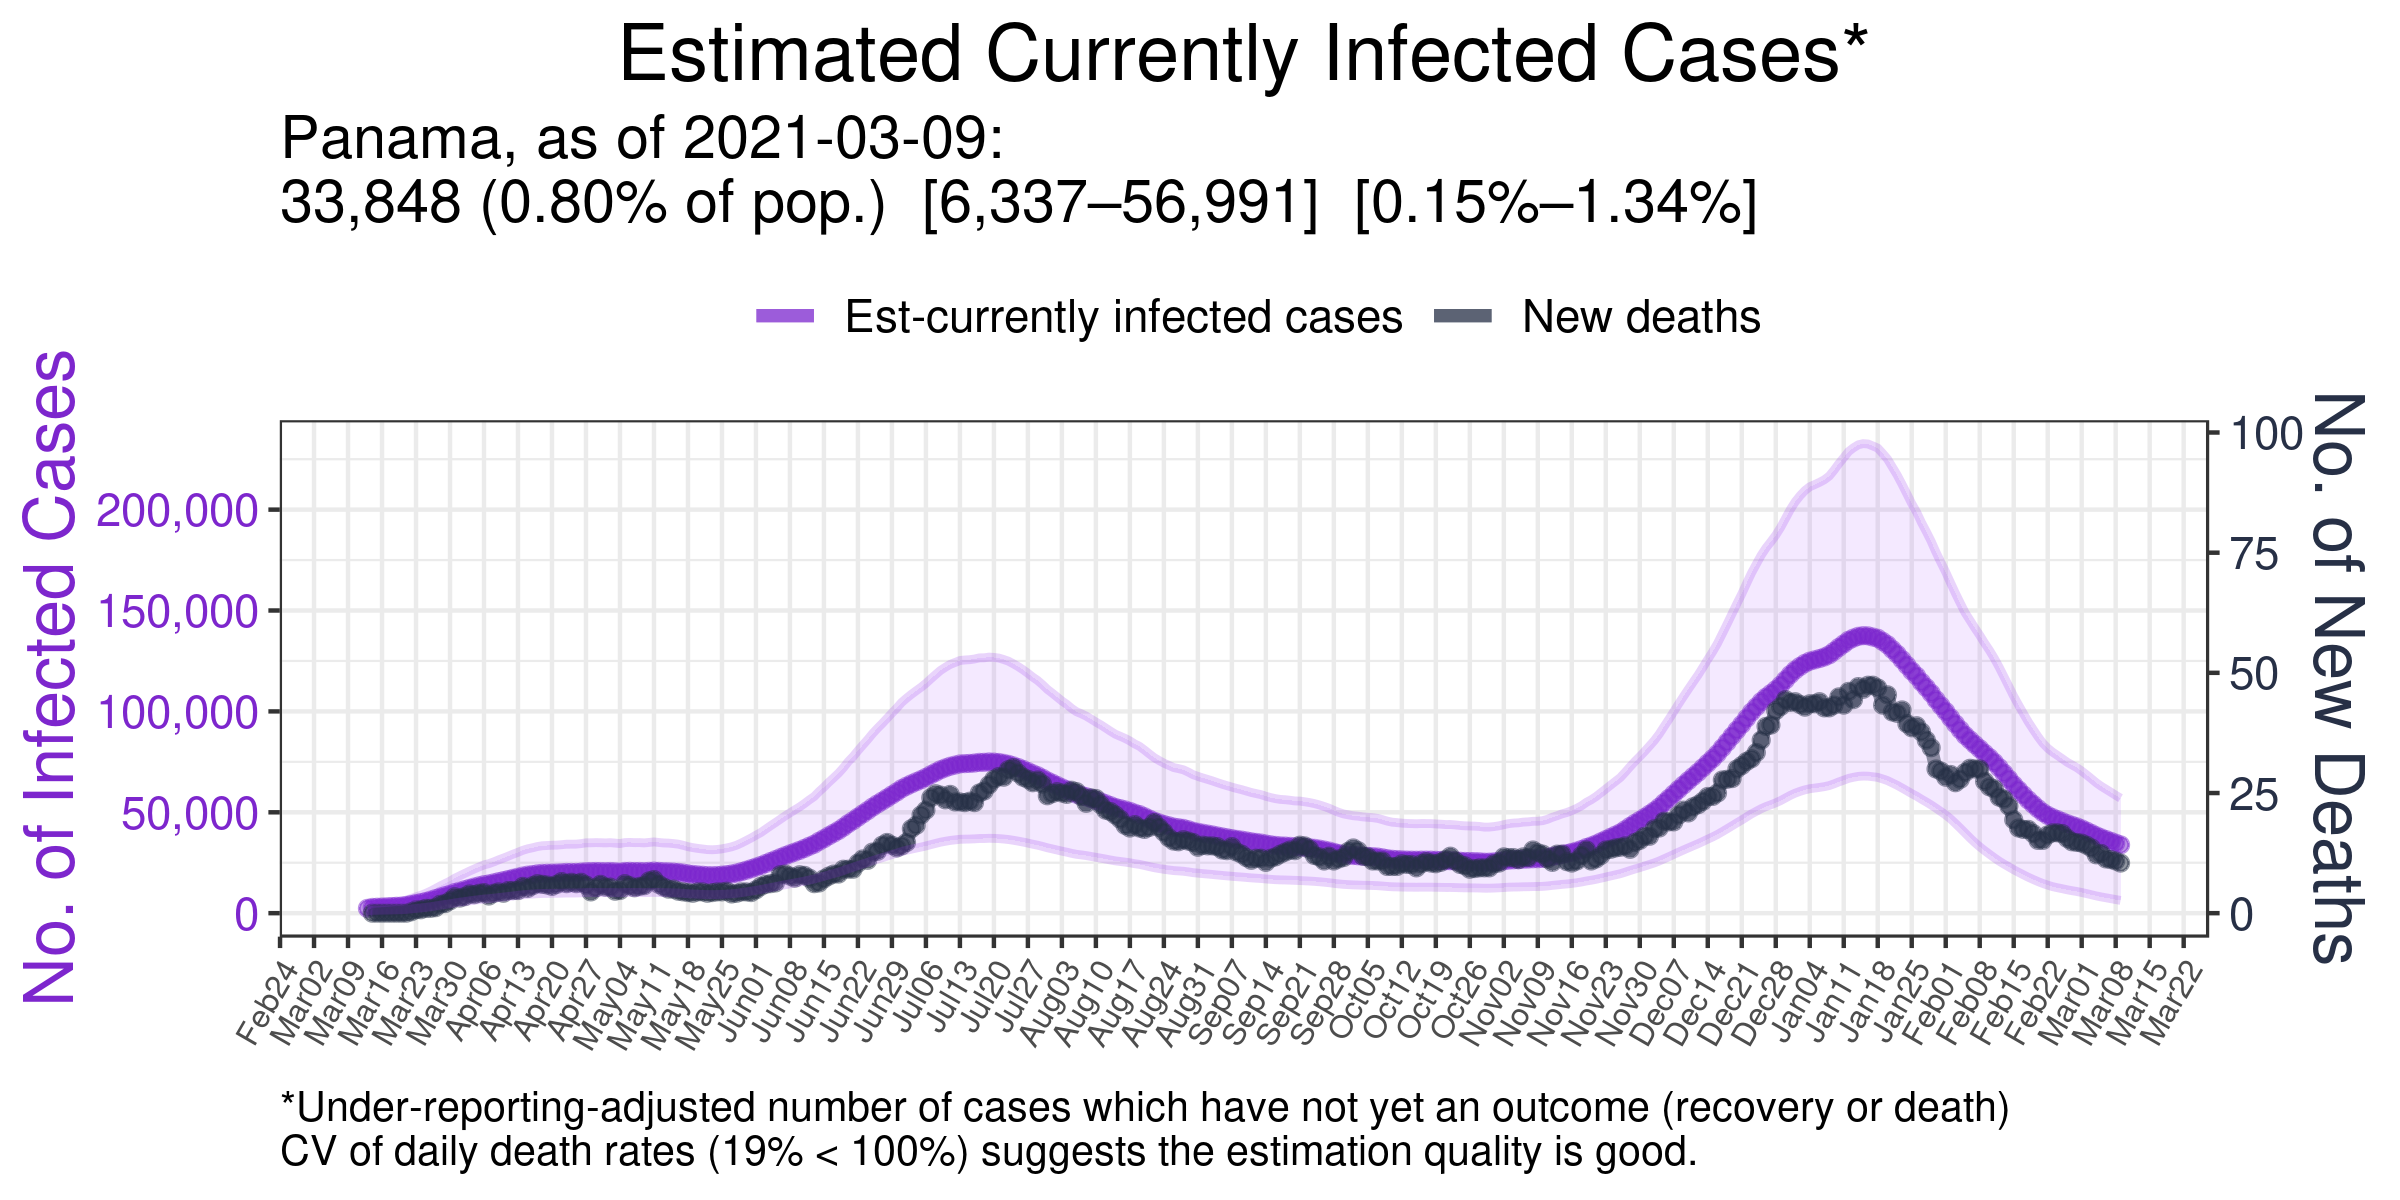 Estimated Currently Infected Cases*
Panama, as of 2021-03-09:
33,848 (0.80% of pop.) [6,337–56,991] [0.15%–1.34%]
Est-currently infected cases New deaths
No. of Infected Cases
200,000
150,000
100,000
50,000
0
100
75
50
25
0
No. of New Deaths
Feb24 Mar02 Mar09 Mar16 Mar23 Mar30 Apr06 Apr13 Apr20 Apr27 May04 May11 May18 May25 Jun01 Jun08 Jun15 Jun22 Jun29 Jul06 Jul13 Jul20 Jul27 Aug03 Aug10 Aug17 Aug24 Aug31 Sep07 Sep14 Sep21 Sep28 Oct05 Oct12 Oct19 Oct26 Nov02 Nov09 Nov16 Nov23 Nov30 Dec07 Dec14 Dec21 Dec28 Jan04 Jan11 Jan18 Jan25 Feb01 Feb08 Feb15 Feb22 Mar01 Mar08 Mar15 Mar22
*Under-reporting-adjusted number of cases which have not yet an outcome (recovery or death)
CV of daily death rates (19% < 100%) suggests the estimation quality is good.